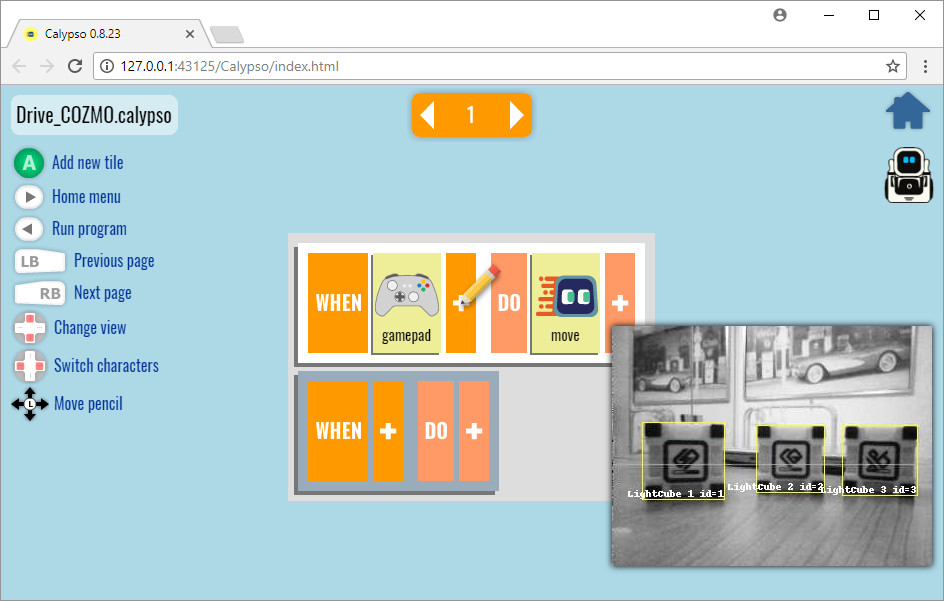 Calypso 0.8.23
127.0.0.1:43125/Calypso/index.html
Drive_COZMO.calypso
1
A Add new tile
Home menu
Run program
LB Previous page
RB Next page
Change view
Switch characters
L Move pencil
WHEN gamepad + DO move +
WHEN + DO +
LightCube 1 id=1
LightCube 2 id=2
LightCube 3 id=3